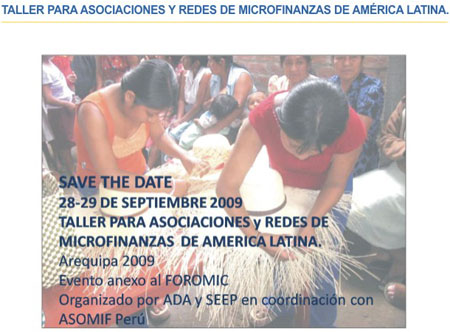 TALLER PARA ASOCIACIONES Y REDES DE MICROFINANZAS DE AMÉRICA LATINA.
SAVE THE DATE
28-29 DE SEPTIEMBRE 2009
TALLER PARA ASOCIACIONES y REDES DE
MICROFINANZAS DE AMERICA LATINA.
Arequipa 2009
Evento anexo al FOROMIC
Organizado por ADA y SEEP en coordinación con
ASOMIF Perú